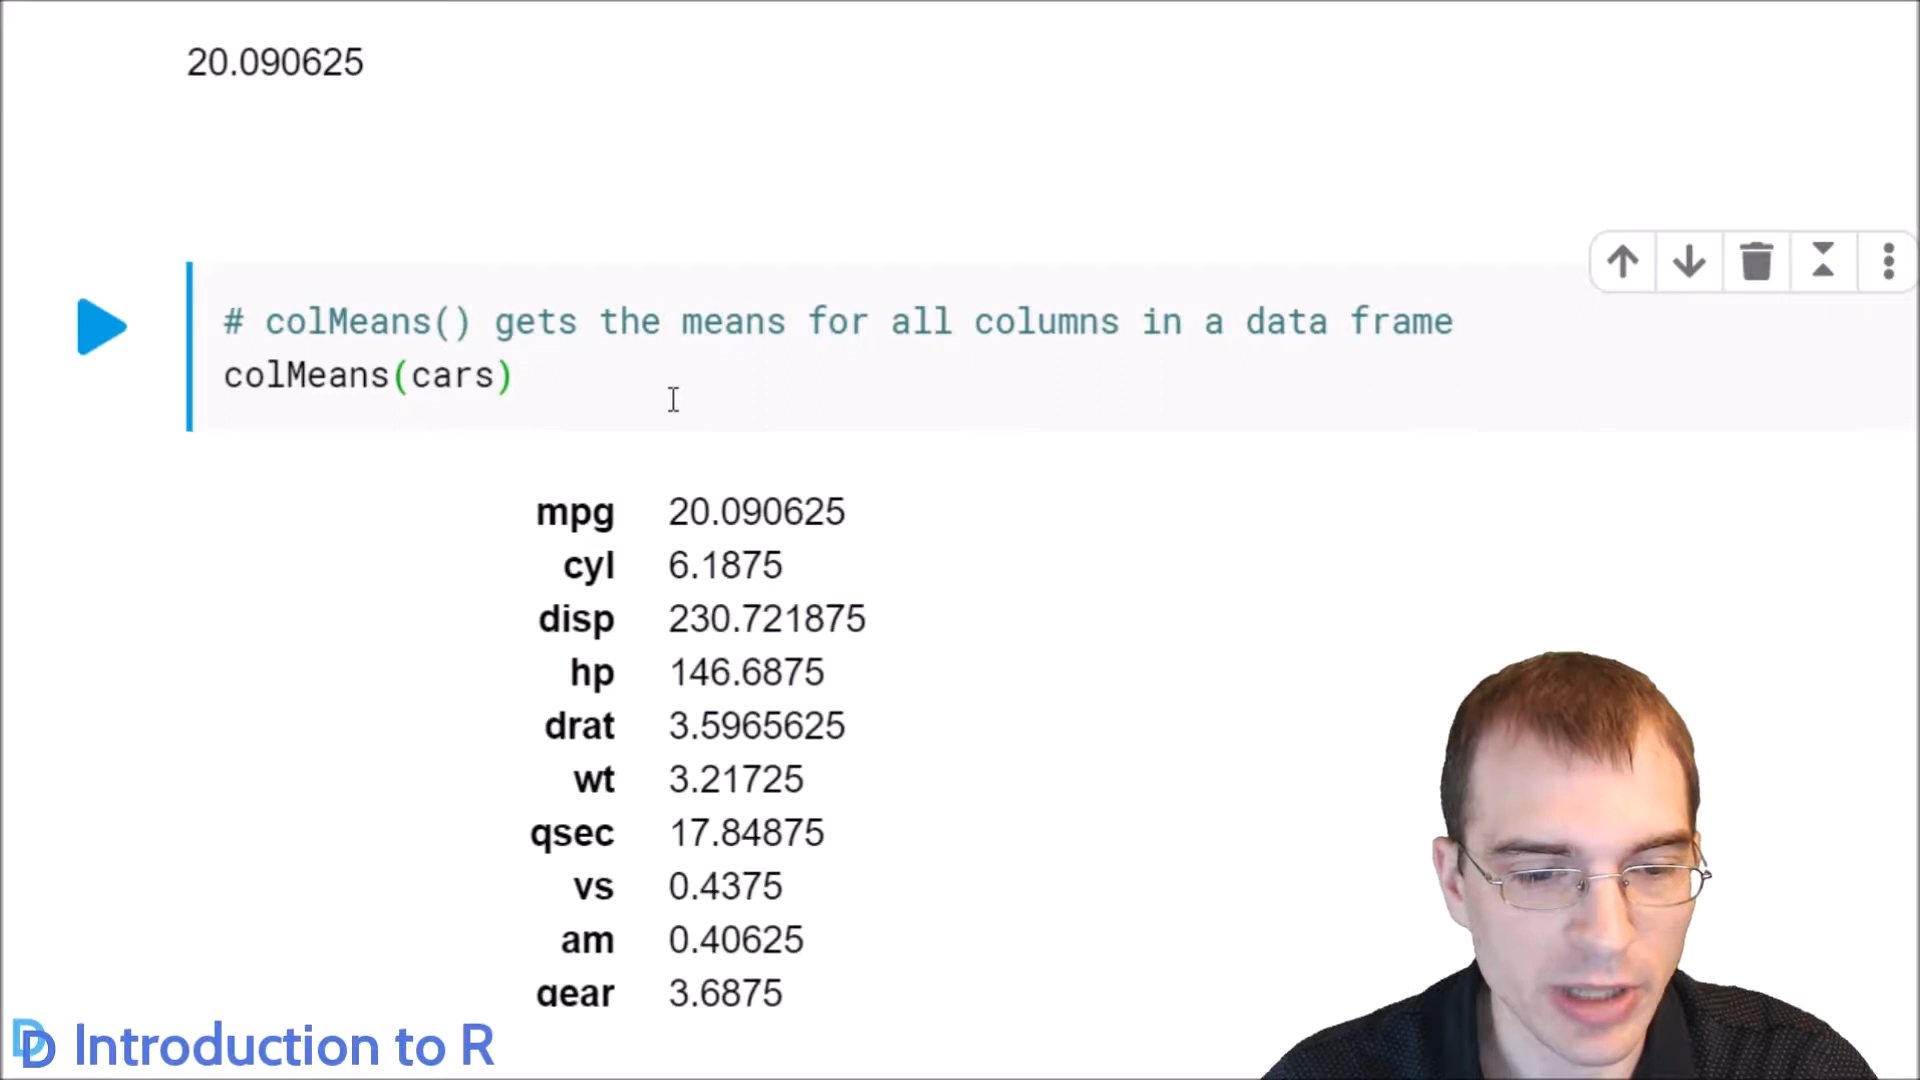 20.090625
# colMeans() gets the means for all columns in a data frame
colMeans(cars)
mpg 20.090625
cyl 6.1875
disp 230.721875
hp 146.6875
drat 3.5965625
wt 3.21725
qsec 17.84875
vs 0.4375
am 0.40625
gear 3.6875
D Introduction to R